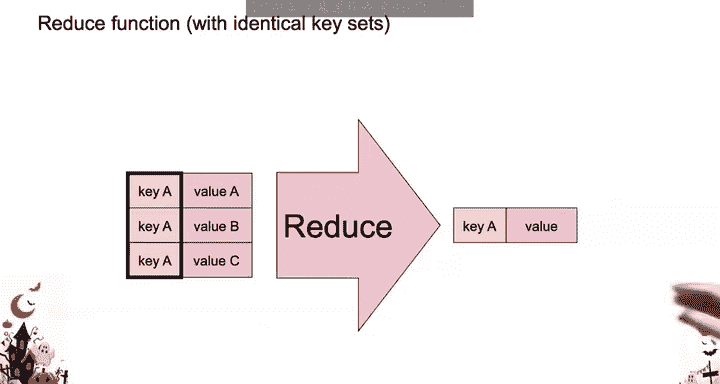 Reduce function (with identical key sets)
key A value A
key A value B
key A value C
Reduce
key A value